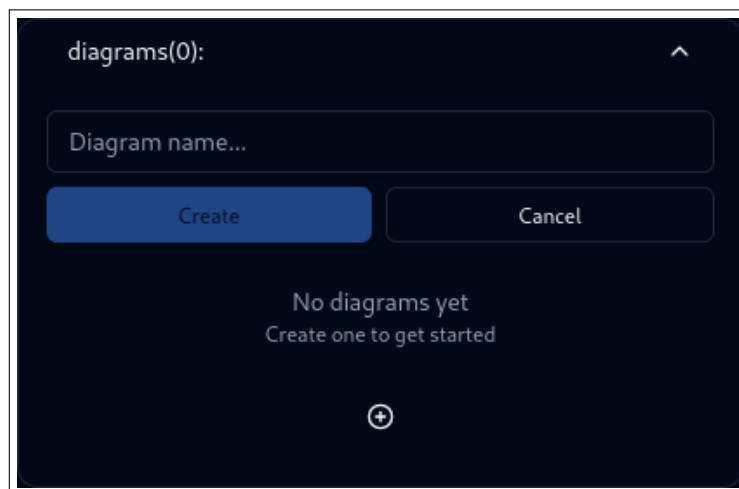 diagrams(0):
Diagram name...
Create
Cancel
No diagrams yet
Create one to get started